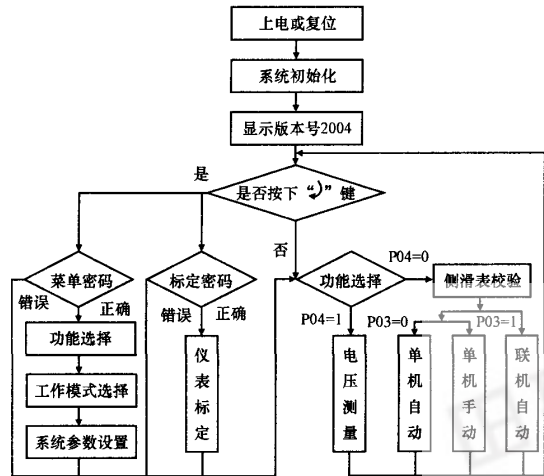 上电或复位
系统初始化
显示版本号2004
是否按下“⤶”键
是
否
菜单密码
标定密码
功能选择
P04=0
侧滑表校验
错误
正确
错误
正确
P04=1
P03=0
P03=1
功能选择
工作模式选择
系统参数设置
仪表标定
电压测量
单机自动
单机手动
联机自动